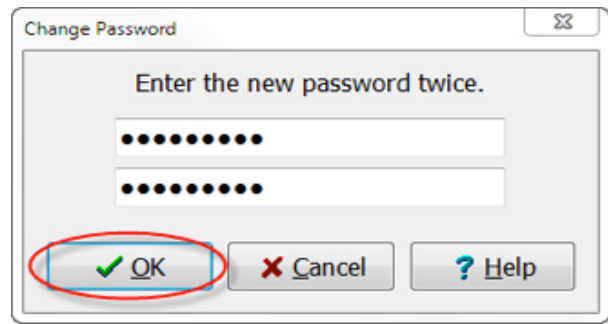 Change Password
Enter the new password twice.
●●●●●●●●●
●●●●●●●●●
OK Cancel ? Help